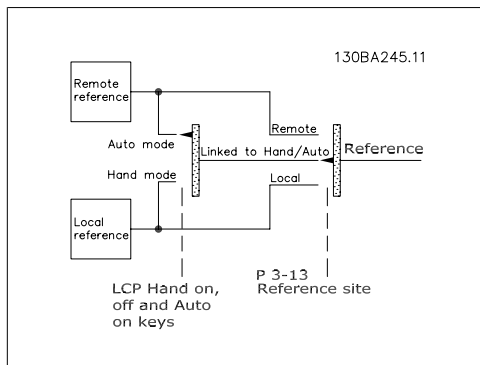 130BA245.11
Remote
reference
Remote
Auto mode
Linked to Hand/Auto
Reference
Hand mode
Local
Local
reference
LCP Hand on,
off and Auto
on keys
P 3-13
Reference site